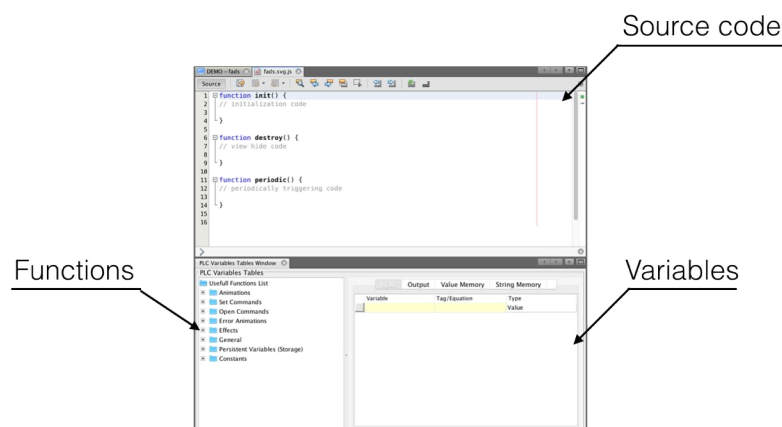 Source code
DEMO - fads fads.svg.js
Source
1 function init() {
2 // initialization code
3
4 }
5
6 function destroy() {
7 // view hide code
8
9 }
10
11 function periodic() {
12 // periodically triggering code
13
14 }
15
16
Functions
Variables
PLC Variables Tables Window
PLC Variables Tables
Usefull Functions List
Animations
Set Commands
Open Commands
Error Animations
Effects
General
Persistent Variables (Storage)
Constants
Output Value Memory String Memory
Variable Tag/Equation Type
Value